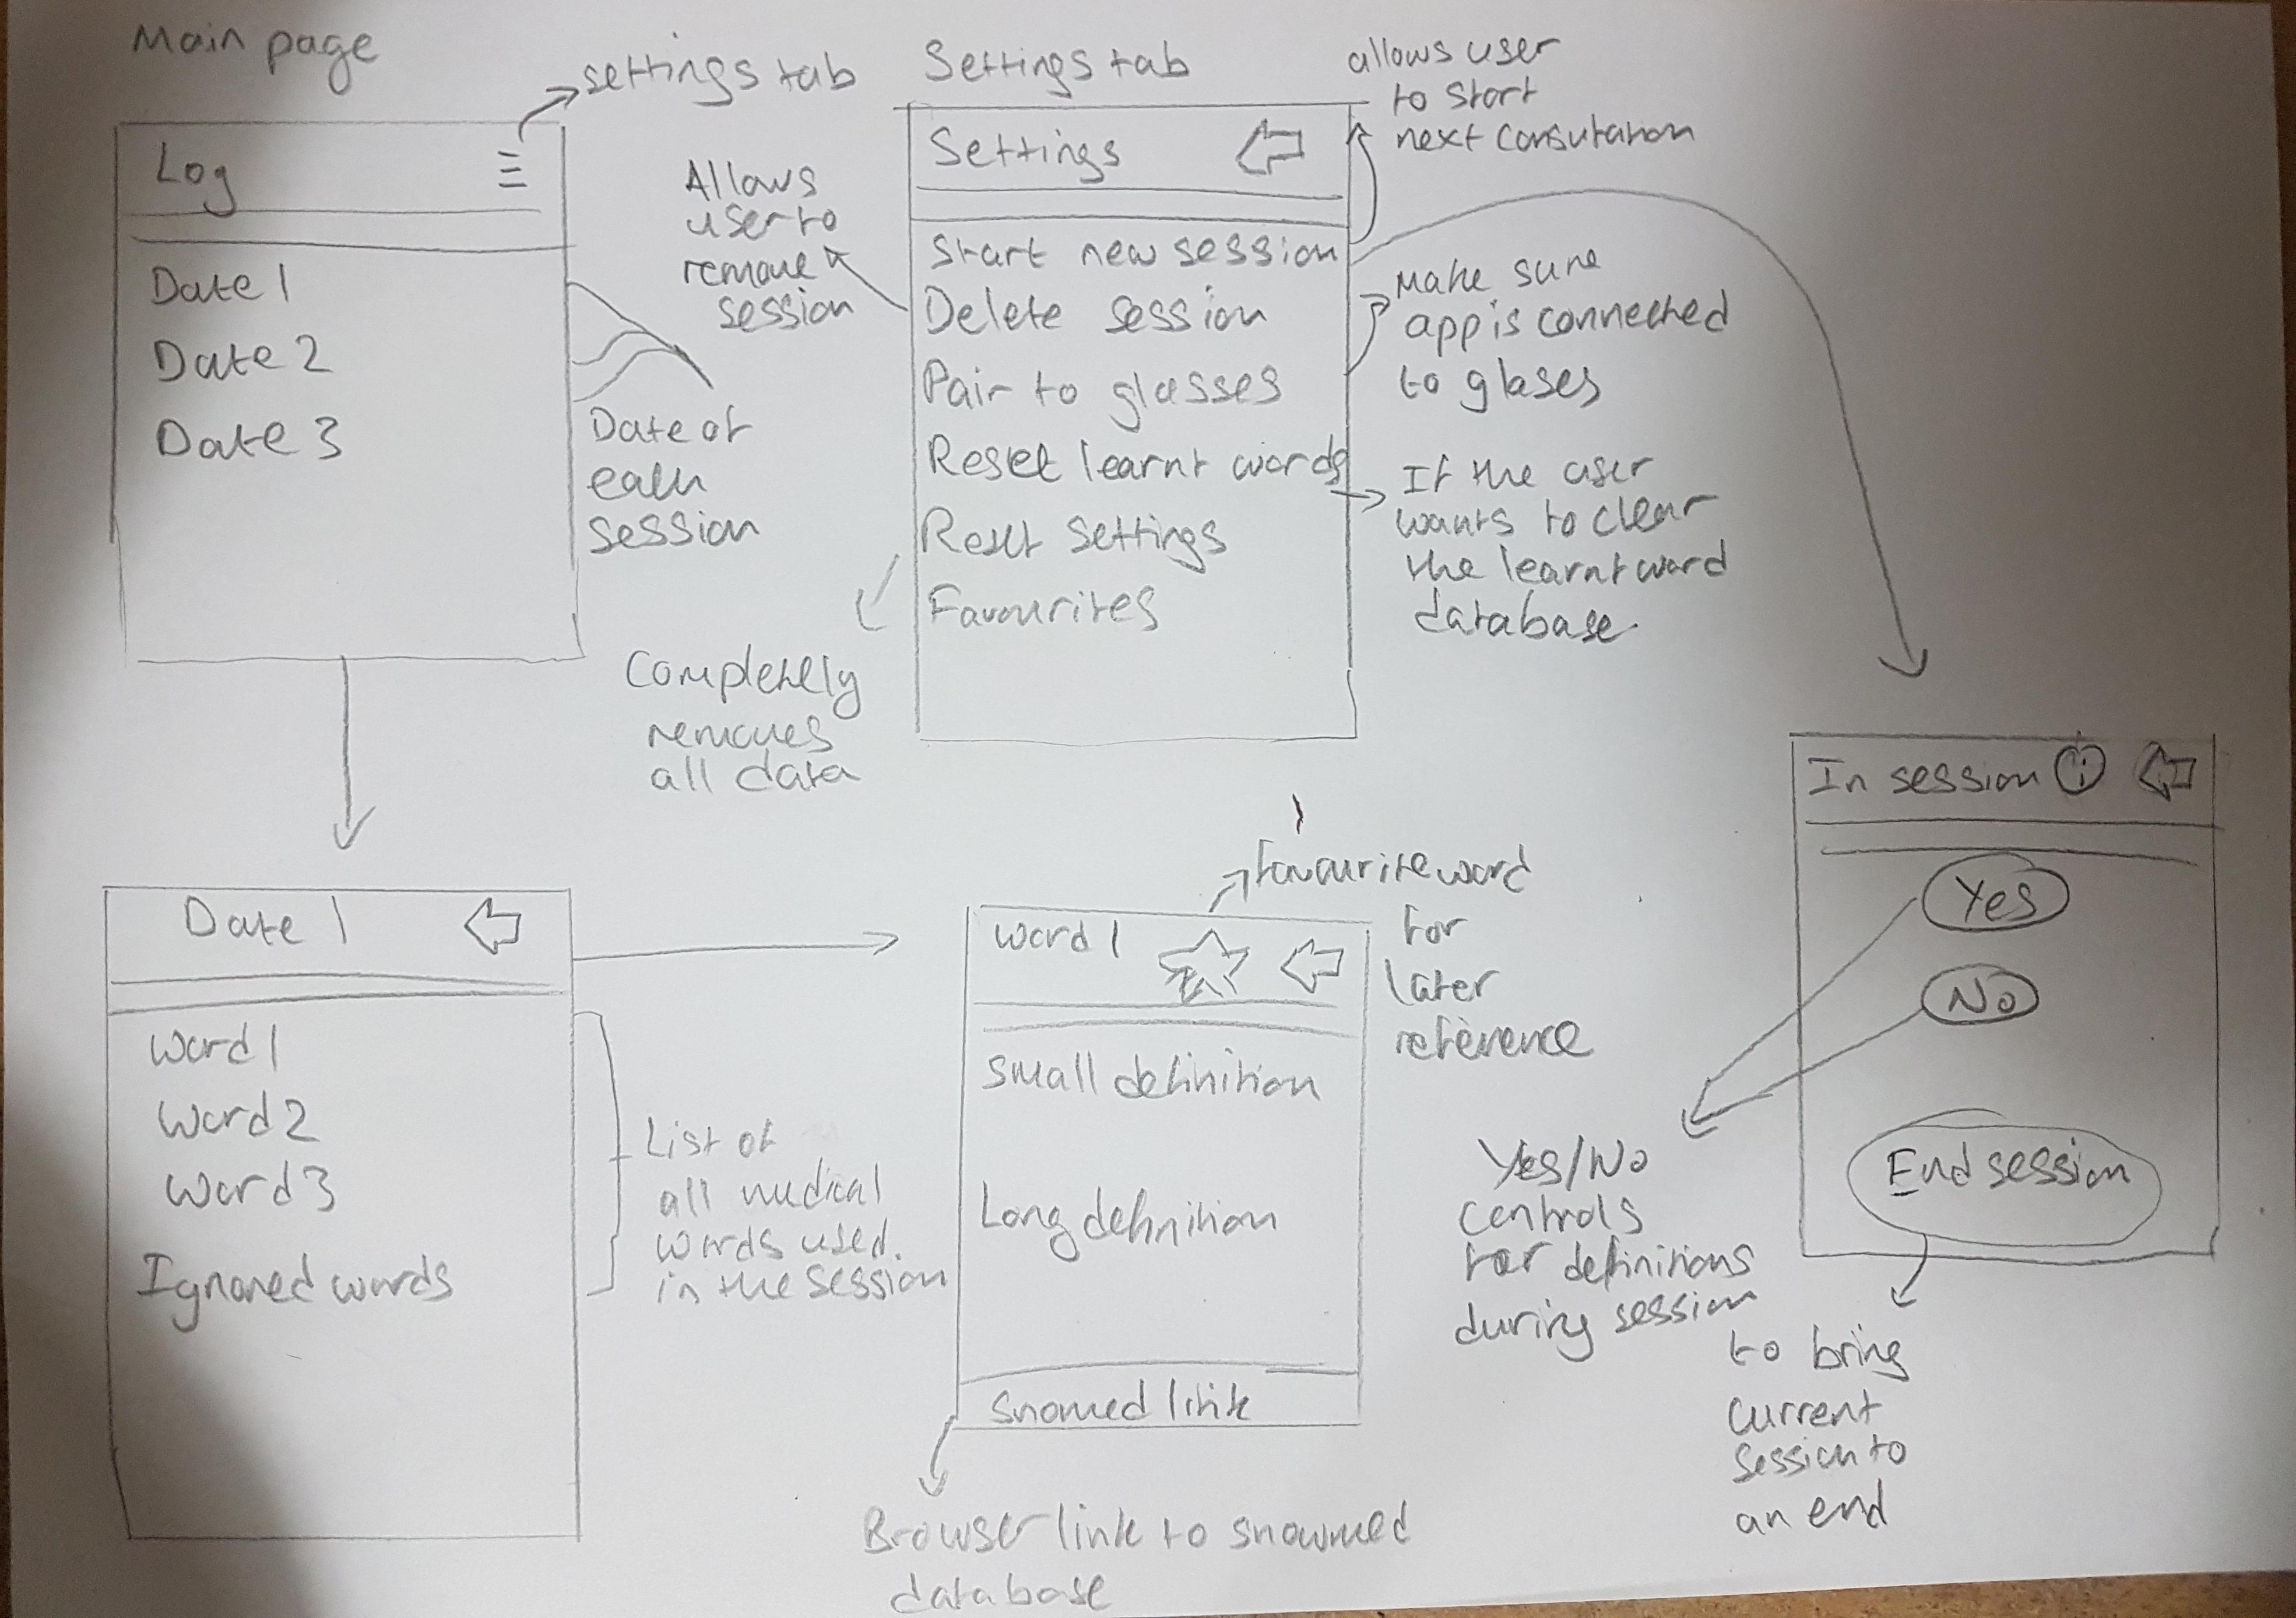 Main page
settings tab
Log
Date 1
Date 2
Date 3
Date of
each
session
Settings tab
Settings
Start new session
Delete session
Pair to glasses
Reset learnt words
Reset settings
Favourites
Allows
user to
remove
session
allows user
to start
next consutation
Make sure
app is connected
to glases
If the user
wants to clear
the learnt word
database.
Completely
removes
all data
Date 1
Word 1
Word 2
Word 3
Ignored words
List of
all medical
words used.
in the session
word 1
small definition
Long definition
snomed link
favourite word
for
later
reference
Browser link to snowmed
database
In session
Yes
No
End session
Yes/No
controls
for definitions
during session
to bring
current
session to
an end